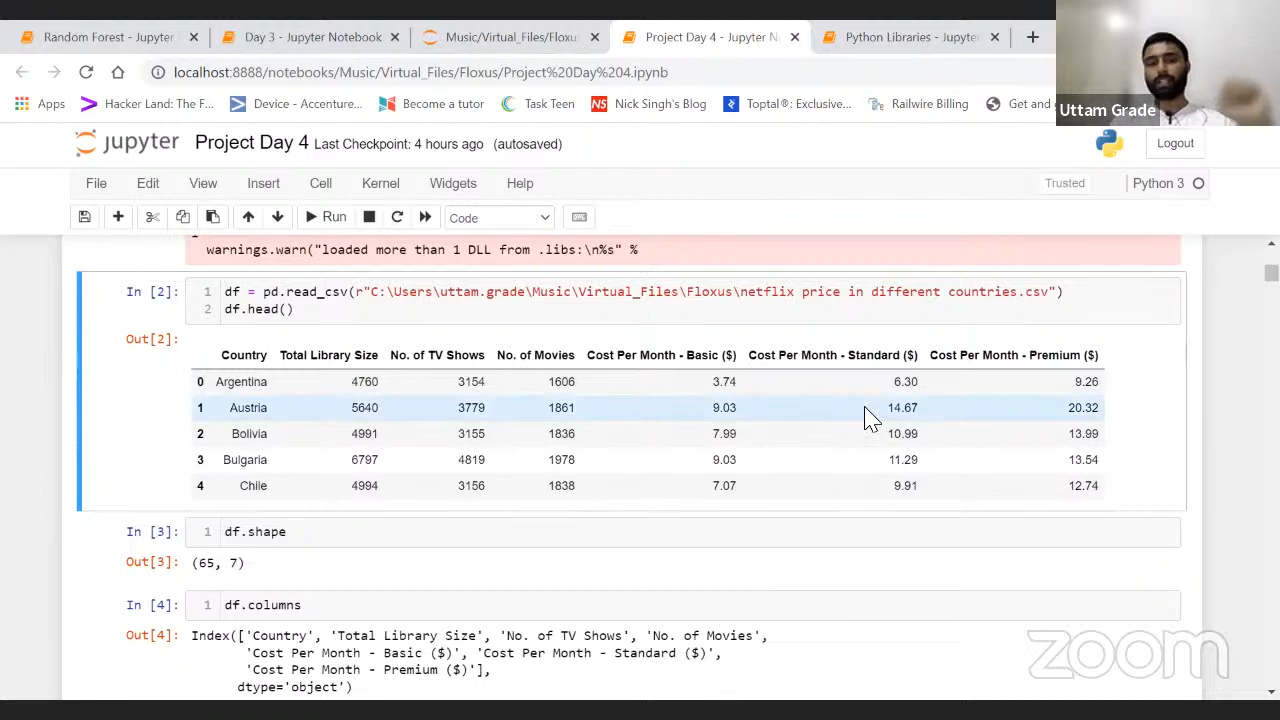 Random Forest - Jupyter
Day 3 - Jupyter Notebook
Music/Virtual_Files/Floxus
Project Day 4 - Jupyter N
Python Libraries - Jupyte
localhost:8888/notebooks/Music/Virtual_Files/Floxus/Project%20Day%204.ipynb
Apps
Hacker Land: The F...
Device - Accenture...
Become a tutor
Task Teen
NS Nick Singh's Blog
Toptal®: Exclusive...
Railwire Billing
Get and
Uttam Grade
jupyter Project Day 4 Last Checkpoint: 4 hours ago (autosaved)
Logout
File Edit View Insert Cell Kernel Widgets Help
Trusted Python 3
Run Code
warnings.warn("loaded more than 1 DLL from .libs:\n%s" %
In [2]: 1 df = pd.read_csv(r"C:\Users\uttam.grade\Music\Virtual_Files\Floxus\netflix price in different countries.csv")
2 df.head()
Out[2]:
Country Total Library Size No. of TV Shows No. of Movies Cost Per Month - Basic ($) Cost Per Month - Standard ($) Cost Per Month - Premium ($)
0 Argentina 4760 3154 1606 3.74 6.30 9.26
1 Austria 5640 3779 1861 9.03 14.67 20.32
2 Bolivia 4991 3155 1836 7.99 10.99 13.99
3 Bulgaria 6797 4819 1978 9.03 11.29 13.54
4 Chile 4994 3156 1838 7.07 9.91 12.74
In [3]: 1 df.shape
Out[3]: (65, 7)
In [4]: 1 df.columns
Out[4]: Index(['Country', 'Total Library Size', 'No. of TV Shows', 'No. of Movies',
'Cost Per Month - Basic ($)', 'Cost Per Month - Standard ($)',
'Cost Per Month - Premium ($)'],
dtype='object')
zoom